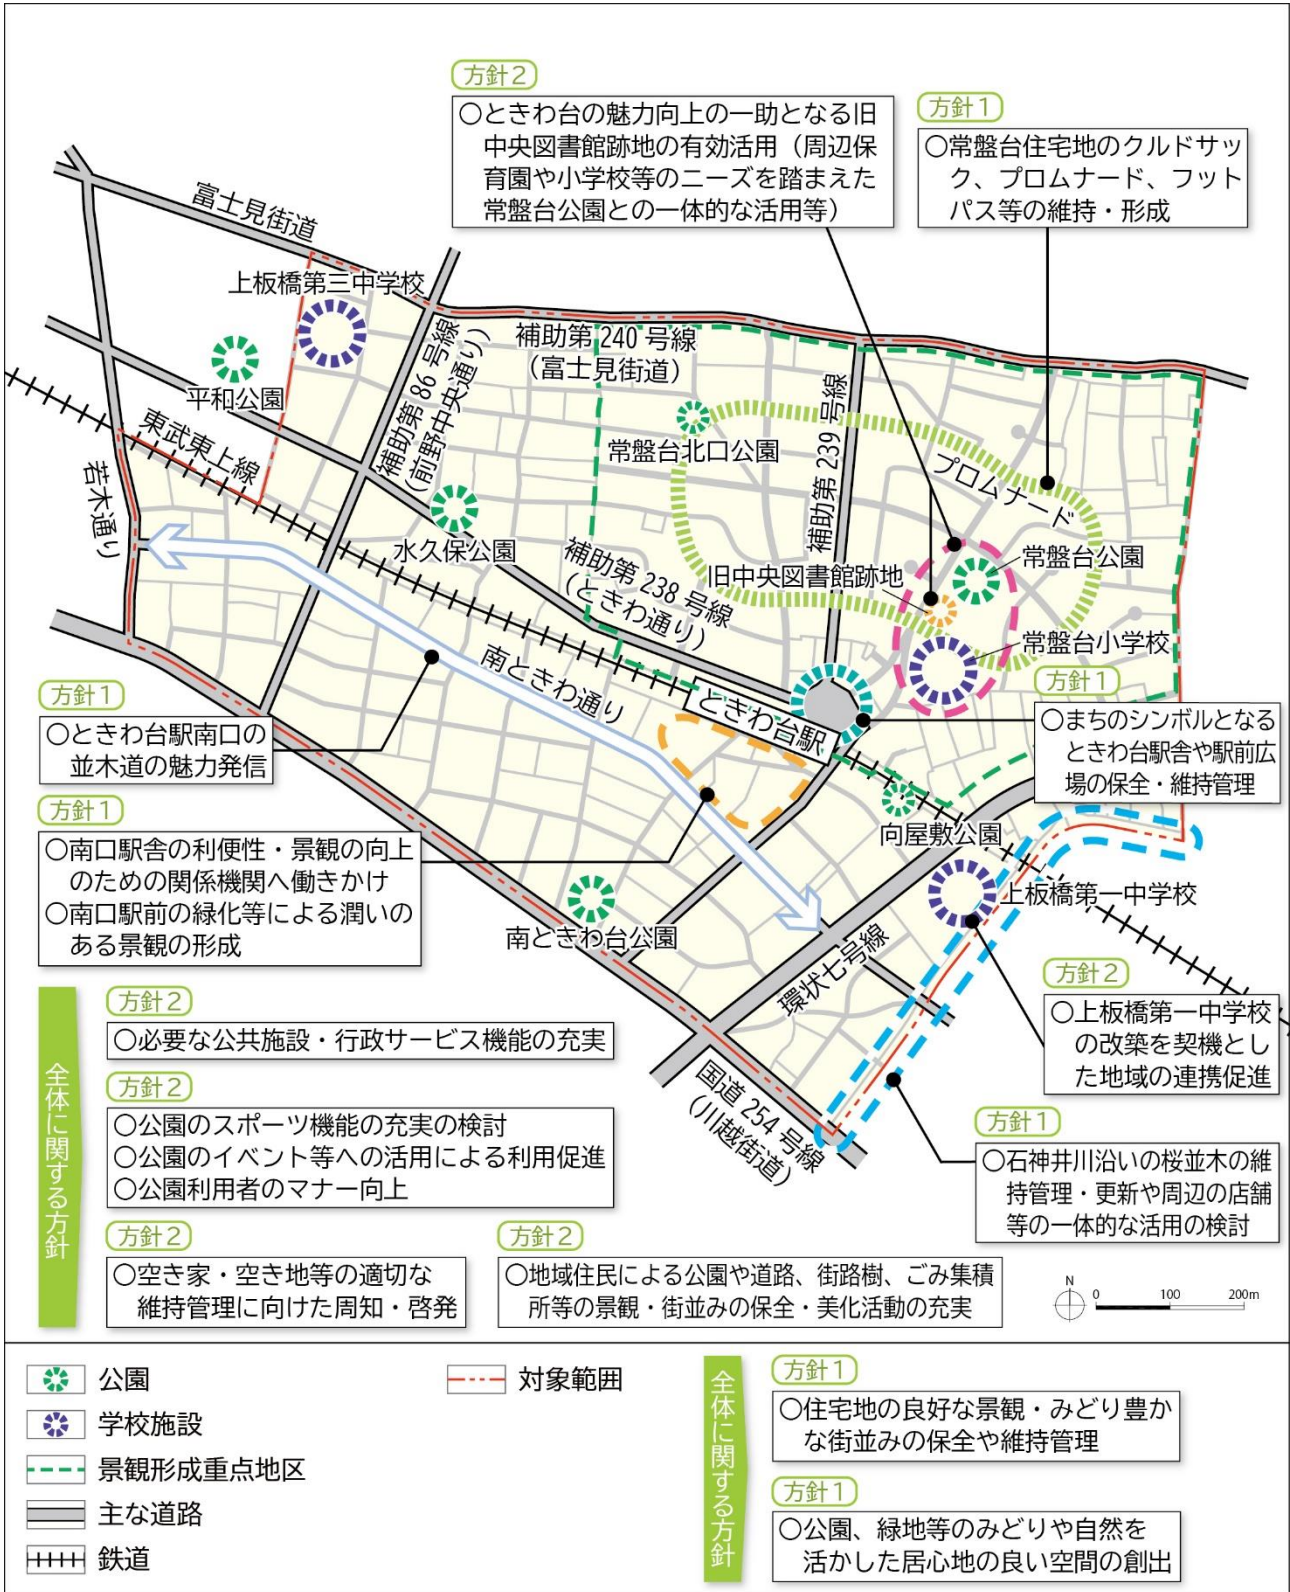 方針2
○ときわ台の魅力向上の一助となる旧
中央図書館跡地の有効活用（周辺保
育園や小学校等のニーズを踏まえた
常盤台公園との一体的な活用等）
方針1
○常盤台住宅地のクルドサッ
ク、プロムナード、フット
パス等の維持・形成
富士見街道
上板橋第三中学校
平和公園
東武東上線
若木通り
補助第 86 号線
（前野中央通り）
補助第 240 号線
（富士見街道）
常盤台北口公園
補助第 239 号線
プロムナード
水久保公園
補助第 238 号線
（ときわ通り）
旧中央図書館跡地
常盤台公園
常盤台小学校
南ときわ通り
ときわ台駅
方針1
○まちのシンボルとなる
ときわ台駅舎や駅前広
場の保全・維持管理
方針1
○ときわ台駅南口の
並木道の魅力発信
方針1
○南口駅舎の利便性・景観の向上
のための関係機関へ働きかけ
○南口駅前の緑化等による潤いの
ある景観の形成
向屋敷公園
上板橋第一中学校
南ときわ台公園
環状七号線
国道 254 号線
（川越街道）
方針2
○上板橋第一中学校
の改築を契機とし
た地域の連携促進
方針1
○石神井川沿いの桜並木の維
持管理・更新や周辺の店舗
等の一体的な活用の検討
全体に関する方針
方針2
○必要な公共施設・行政サービス機能の充実
方針2
○公園のスポーツ機能の充実の検討
○公園のイベント等への活用による利用促進
○公園利用者のマナー向上
方針2
○空き家・空き地等の適切な
維持管理に向けた周知・啓発
方針2
○地域住民による公園や道路、街路樹、ごみ集積
所等の景観・街並みの保全・美化活動の充実
N
0 100 200m
公園
学校施設
景観形成重点地区
主な道路
鉄道
対象範囲
全体に関する方針
方針1
○住宅地の良好な景観・みどり豊か
な街並みの保全や維持管理
方針1
○公園、緑地等のみどりや自然を
活かした居心地の良い空間の創出